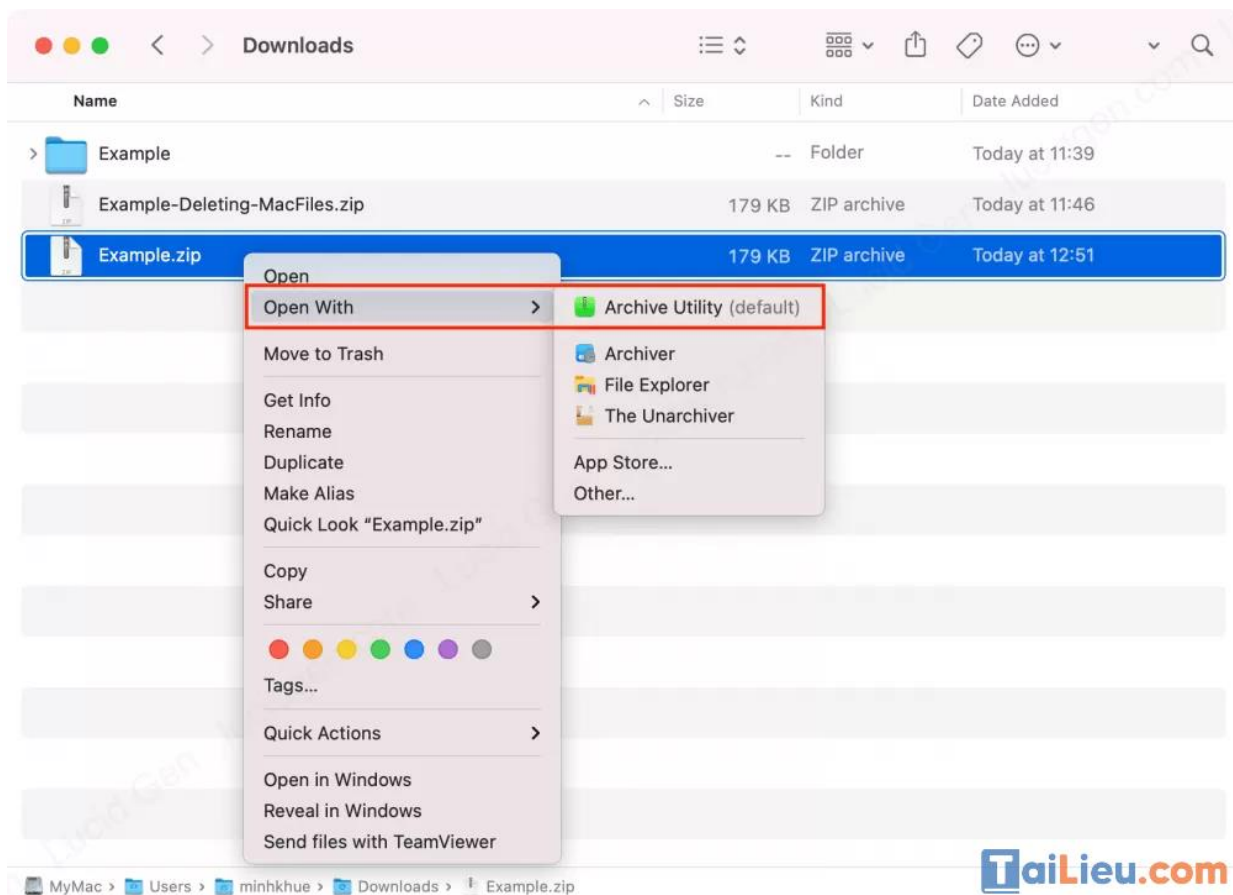 Downloads
Name Size Kind Date Added
Example -- Folder Today at 11:39
Example-Deleting-MacFiles.zip 179 KB ZIP archive Today at 11:46
Example.zip 179 KB ZIP archive Today at 12:51
Open
Open With Archive Utility (default)
Move to Trash Archiver
Get Info File Explorer
Rename The Unarchiver
Duplicate App Store...
Make Alias Other...
Quick Look “Example.zip”
Copy
Share
Tags...
Quick Actions
Open in Windows
Reveal in Windows
Send files with TeamViewer
MyMac › Users › minhkhue › Downloads › Example.zip
TaiLieu.com
Lucid Gen